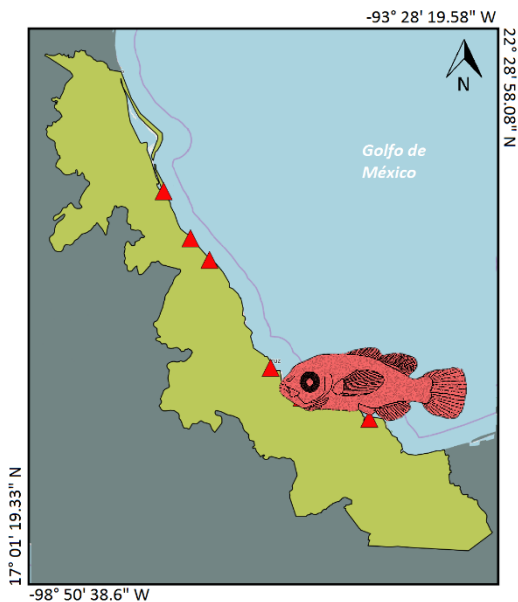 -93° 28' 19.58" W
22° 28' 58.08" N
N
Golfo de
México
17° 01' 19.33" N
-98° 50' 38.6" W